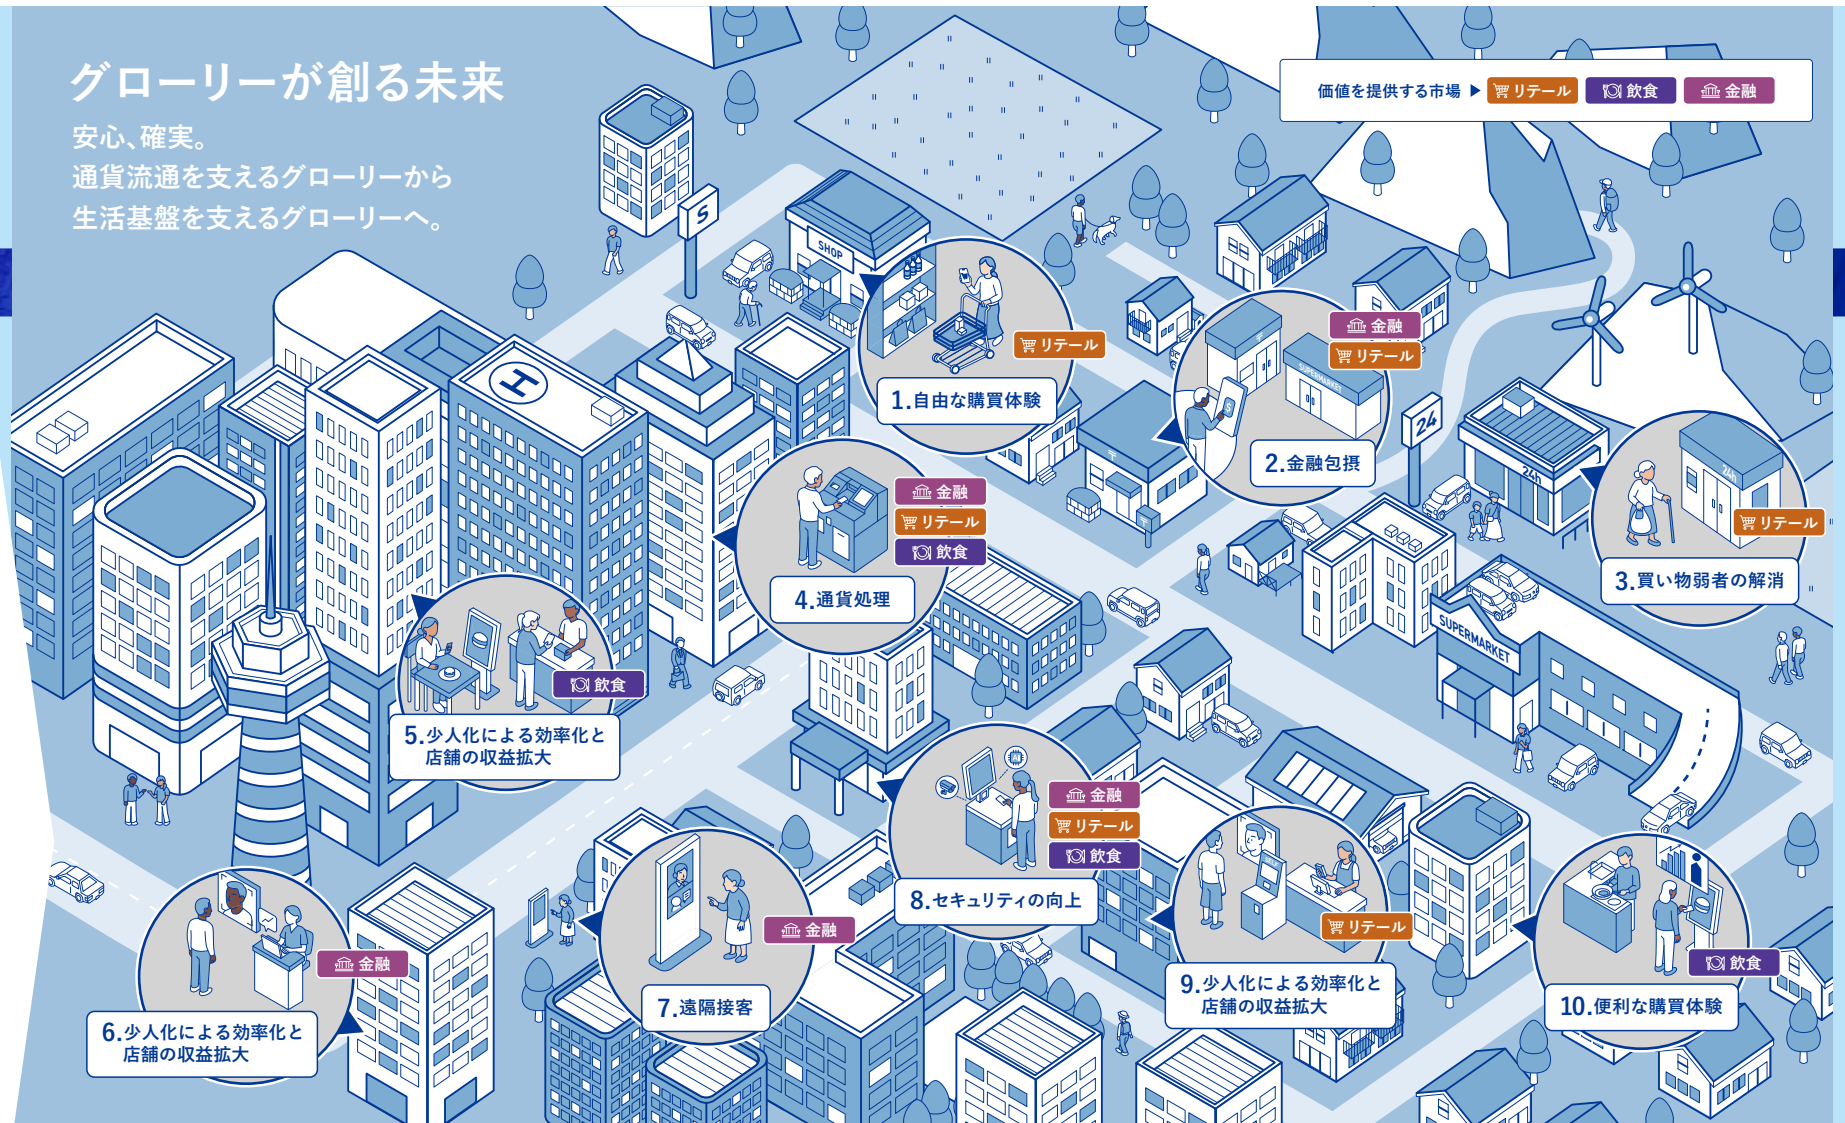 グローリーが創る未来
安心、確実。
通貨流通を支えるグローリーから
生活基盤を支えるグローリーへ。
価値を提供する市場 ▶ リテール 飲食 金融
S
SHOP
リテール
1.自由な購買体験
金融
リテール
SUPERMARKET
$
2.金融包摂
24
24h
24h
リテール
3.買い物弱者の解消
金融
リテール
飲食
4.通貨処理
飲食
5.少人化による効率化と
店舗の収益拡大
金融
6.少人化による効率化と
店舗の収益拡大
金融
7.遠隔接客
AI
金融
リテール
飲食
8.セキュリティの向上
リテール
9.少人化による効率化と
店舗の収益拡大
飲食
10.便利な購買体験
SUPERMARKET
H
〒